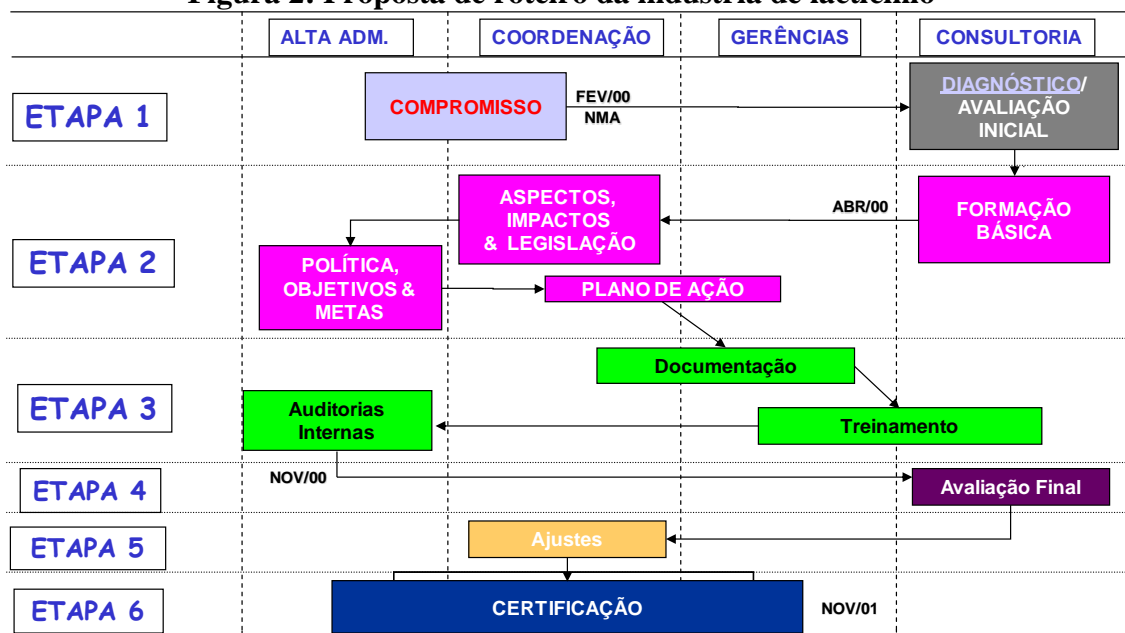 Figura 2: Proposta de roteiro da indústria de lacticínio
ALTA ADM.
COORDENAÇÃO
GERÊNCIAS
CONSULTORIA
ETAPA 1
COMPROMISSO
FEV/00
NMA
DIAGNÓSTICO/
AVALIAÇÃO
INICIAL
ETAPA 2
ASPECTOS,
IMPACTOS
& LEGISLAÇÃO
ABR/00
FORMAÇÃO
BÁSICA
POLÍTICA,
OBJETIVOS &
METAS
PLANO DE AÇÃO
ETAPA 3
Documentação
Auditorias
Internas
Treinamento
ETAPA 4
NOV/00
Avaliação Final
ETAPA 5
Ajustes
ETAPA 6
CERTIFICAÇÃO
NOV/01